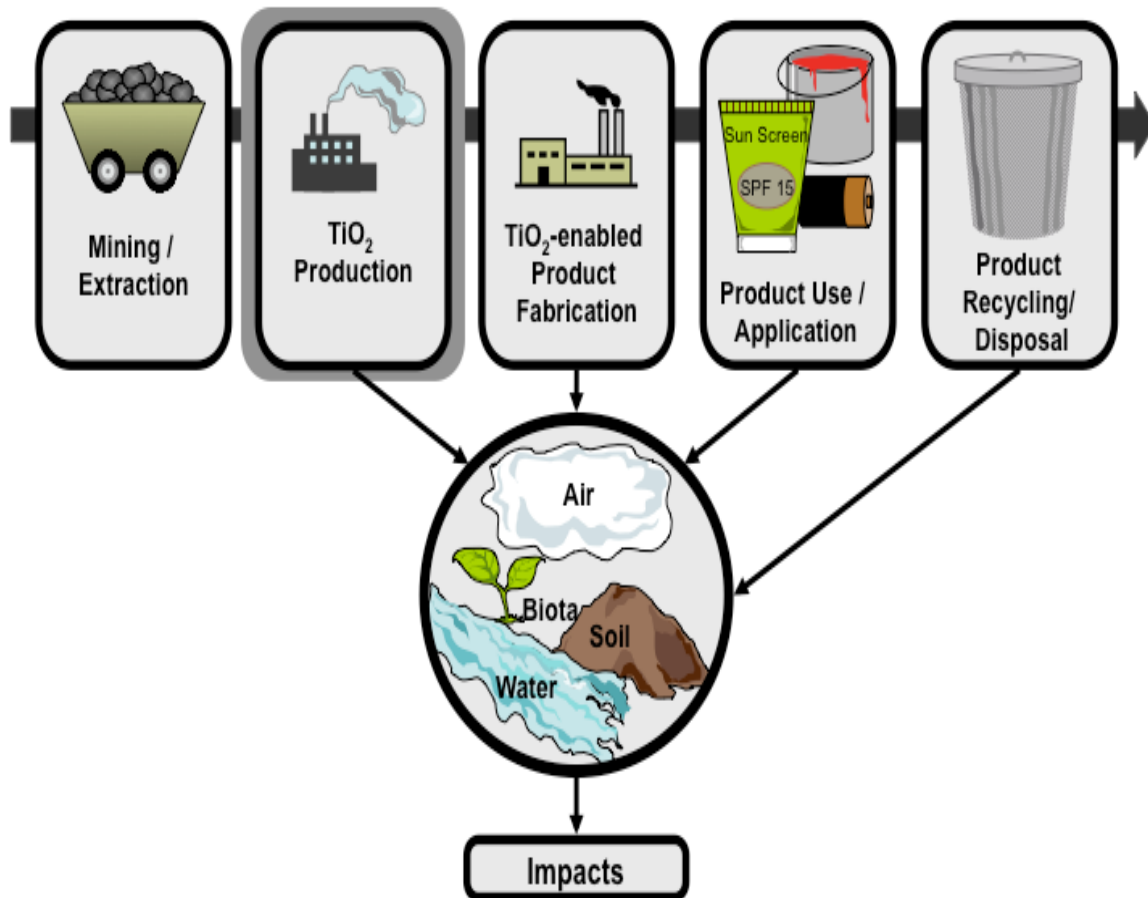 Mining /
Extraction
TiO₂
Production
TiO₂-enabled
Product
Fabrication
Sun Screen
SPF 15
Product Use /
Application
Product
Recycling/
Disposal
Air
Biota
Soil
Water
Impacts